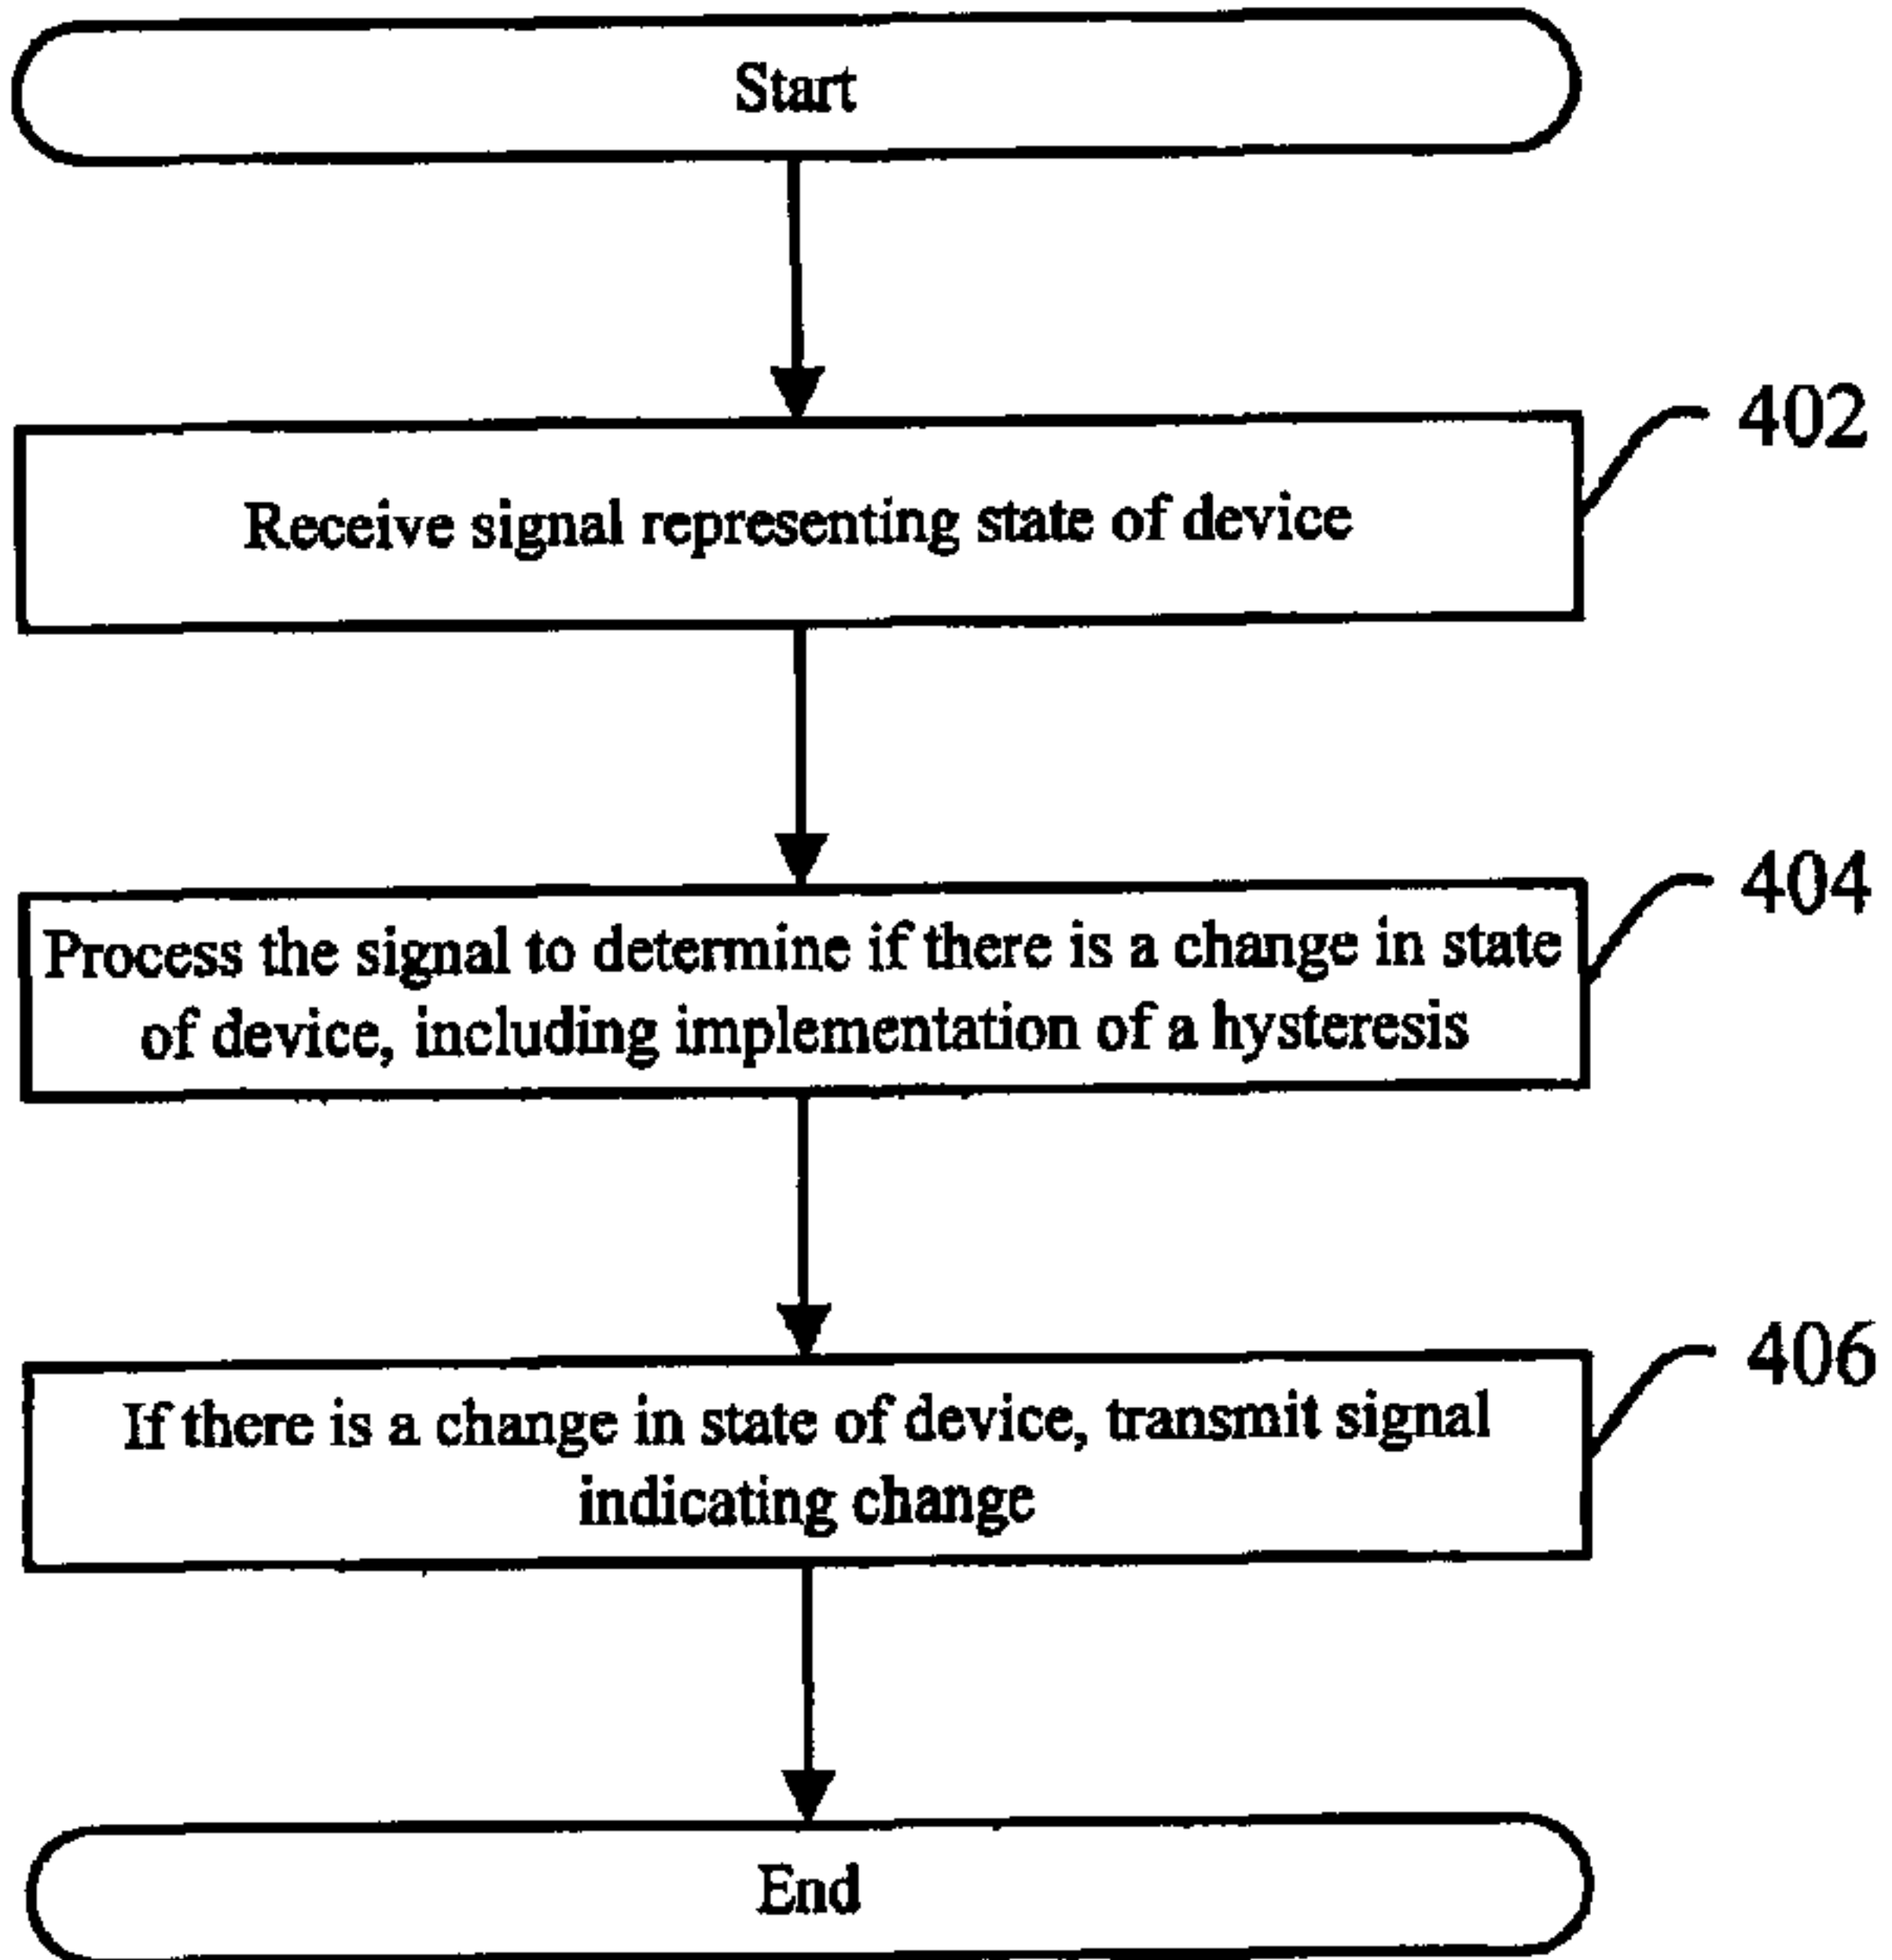 Start
402
Receive signal representing state of device
404
Process the signal to determine if there is a change in state
of device, including implementation of a hysteresis
406
If there is a change in state of device, transmit signal
indicating change
End